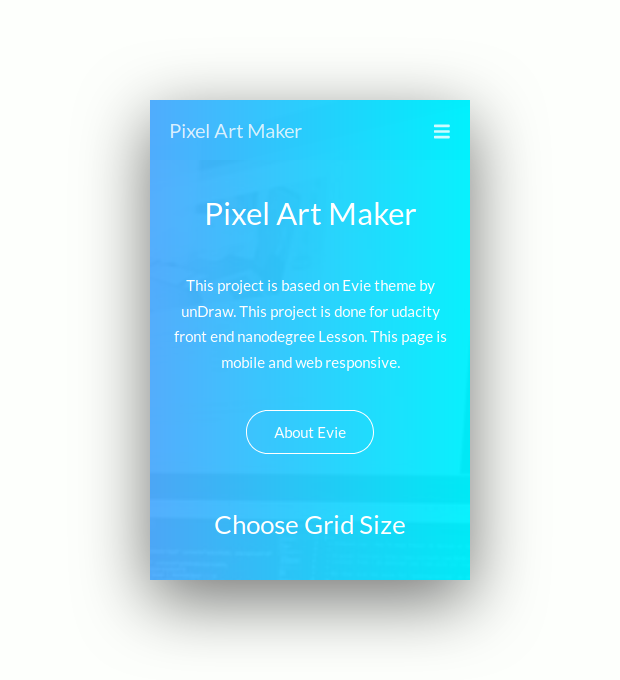 Pixel Art Maker
Pixel Art Maker
This project is based on Evie theme by
unDraw. This project is done for udacity
front end nanodegree Lesson. This page is
mobile and web responsive.
About Evie
Choose Grid Size